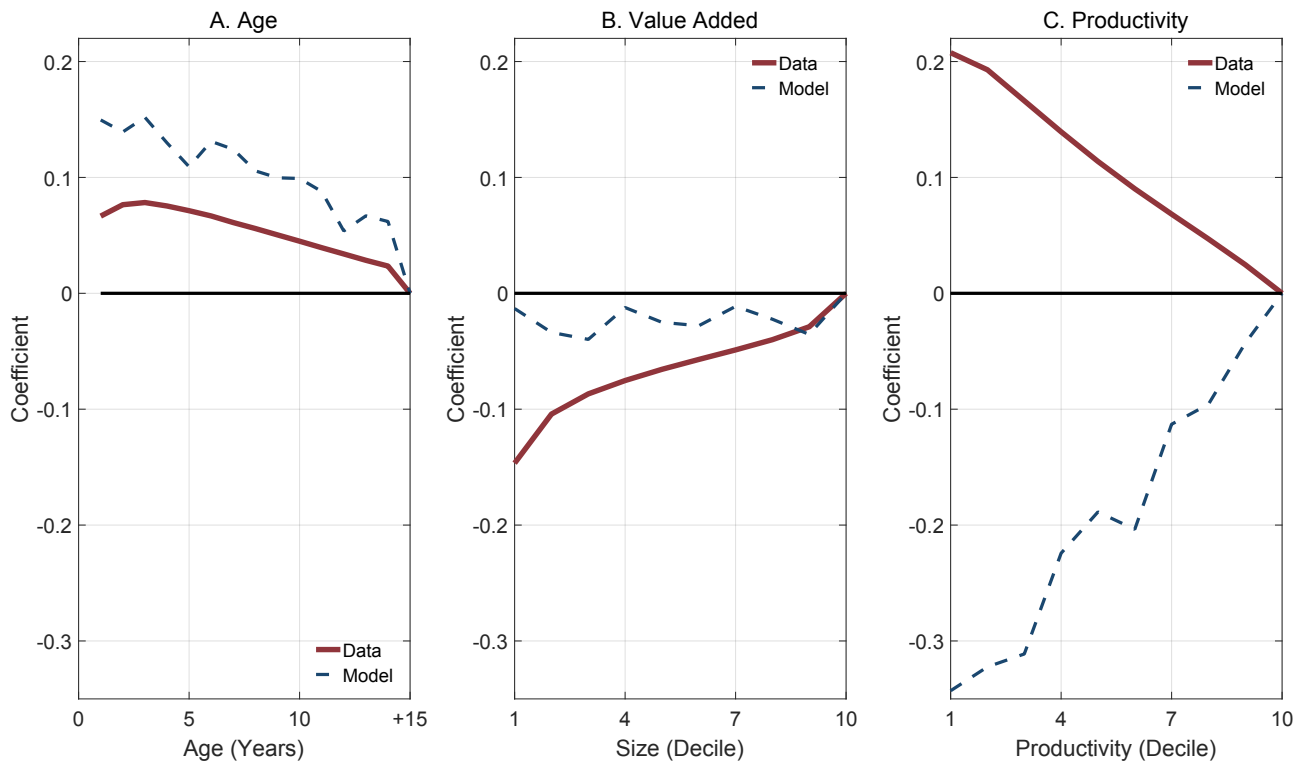 A. Age
0.2
0.1
0
-0.1
-0.2
-0.3
Coefficient
Data
Model
0 5 10 +15
Age (Years)
B. Value Added
0.2
0.1
0
-0.1
-0.2
-0.3
Coefficient
Data
Model
1 4 7 10
Size (Decile)
C. Productivity
0.2
0.1
0
-0.1
-0.2
-0.3
Coefficient
Data
Model
1 4 7 10
Productivity (Decile)